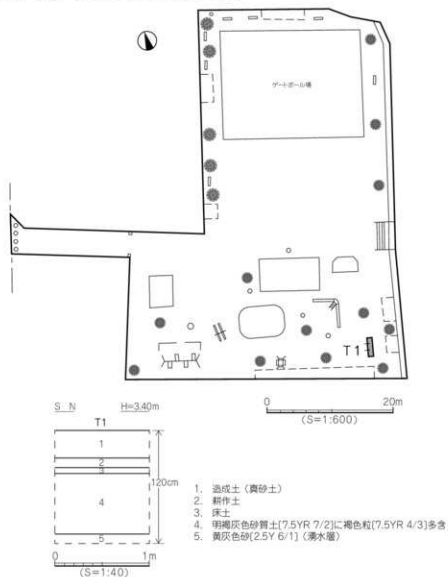 ゲートボール場
T1
0 20m
(S=1:600)
S N H=3.40m
T1
1
2
3
4
5
120cm
0 1m
(S=1:40)
1. 造成土（真砂土）
2. 耕作土
3. 床土
4. 明褐灰色砂質土[7.5YR 7/2]に褐色粒[7.5YR 4/3]多含
5. 黄灰色砂[2.5Y 6/1]（湧水層）